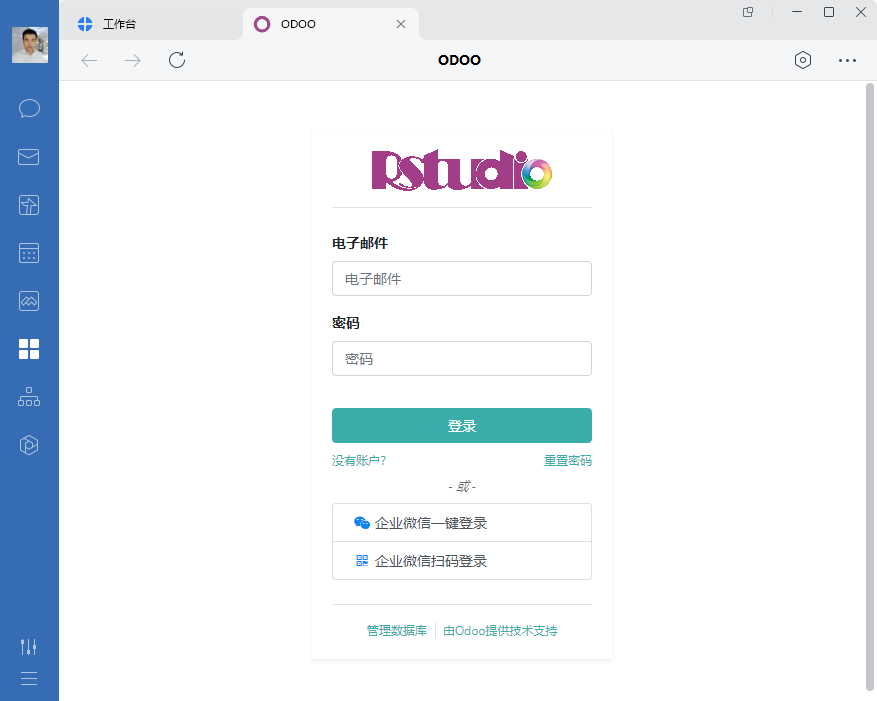 工作台
ODOO
ODOO
RStudio
电子邮件
电子邮件
密码
密码
登录
没有账户?
重置密码
- 或 -
企业微信一键登录
企业微信扫码登录
管理数据库
由Odoo提供技术支持